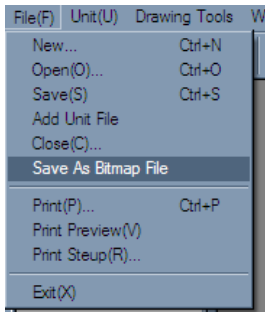 File(F) Unit(U) Drawing Tools W
New... Ctrl+N
Open(O)... Ctrl+O
Save(S) Ctrl+S
Add Unit File
Close(C)...
Save As Bitmap File
Print(P)... Ctrl+P
Print Preview(V)
Print Steup(R)...
Exit(X)